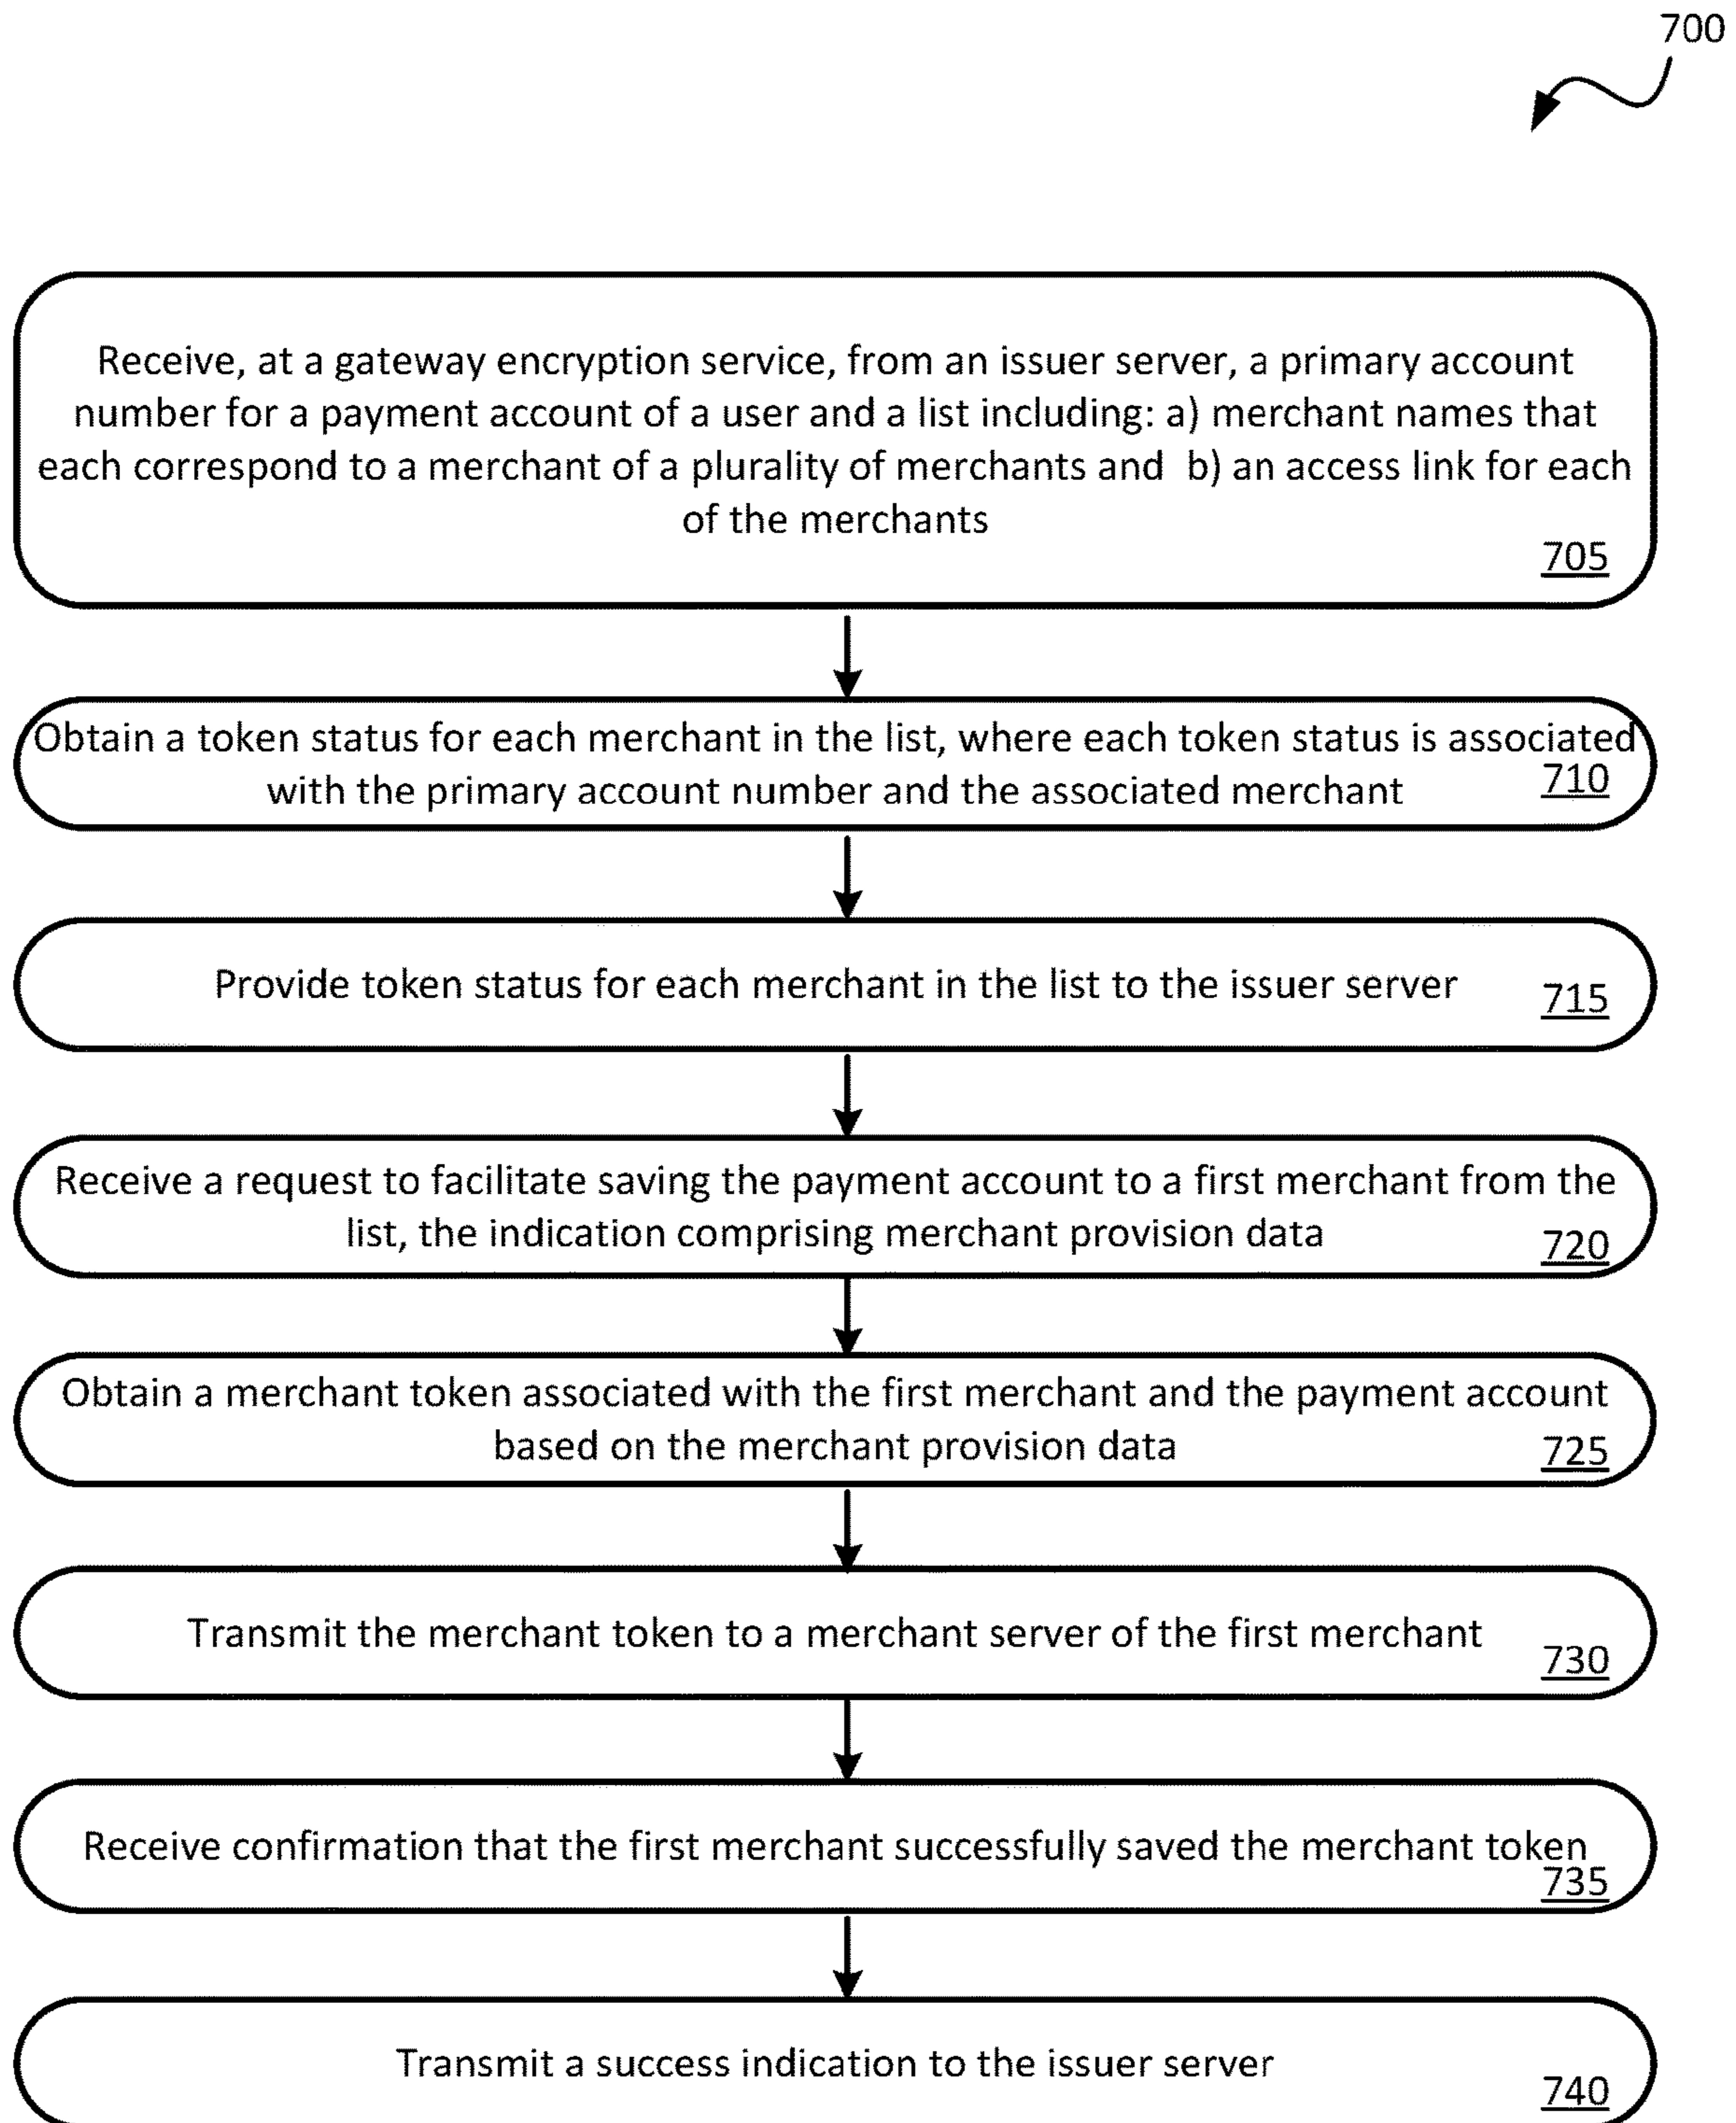 700
Receive, at a gateway encryption service, from an issuer server, a primary account
number for a payment account of a user and a list including: a) merchant names that
each correspond to a merchant of a plurality of merchants and b) an access link for each
of the merchants
705
Obtain a token status for each merchant in the list, where each token status is associated
with the primary account number and the associated merchant
710
Provide token status for each merchant in the list to the issuer server
715
Receive a request to facilitate saving the payment account to a first merchant from the
list, the indication comprising merchant provision data
720
Obtain a merchant token associated with the first merchant and the payment account
based on the merchant provision data
725
Transmit the merchant token to a merchant server of the first merchant
730
Receive confirmation that the first merchant successfully saved the merchant token
735
Transmit a success indication to the issuer server
740